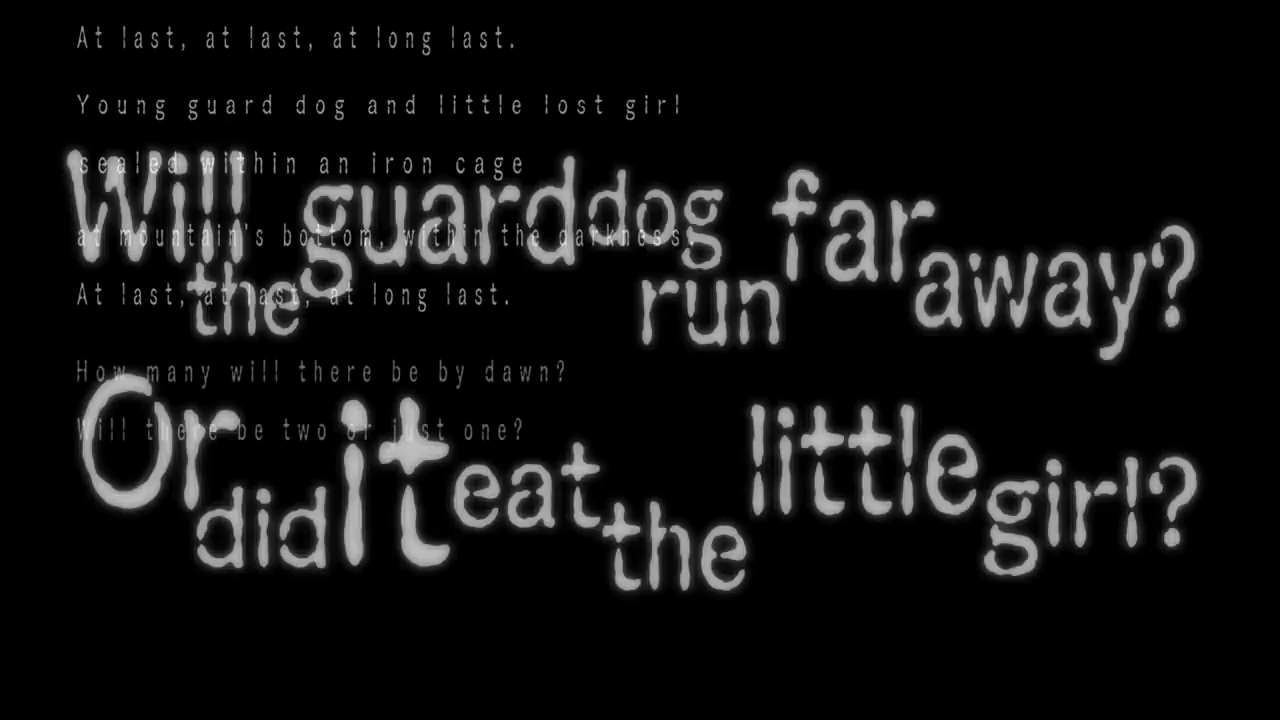 At last, at last, at long last.
Young guard dog and little lost girl
sealed within an iron cage
at mountain's bottom, within the darkness.
At last, at last, at long last.
How many will there be by dawn?
Will there be two or just one?
Will the guard dog run far away?
Or did it eat the little girl?